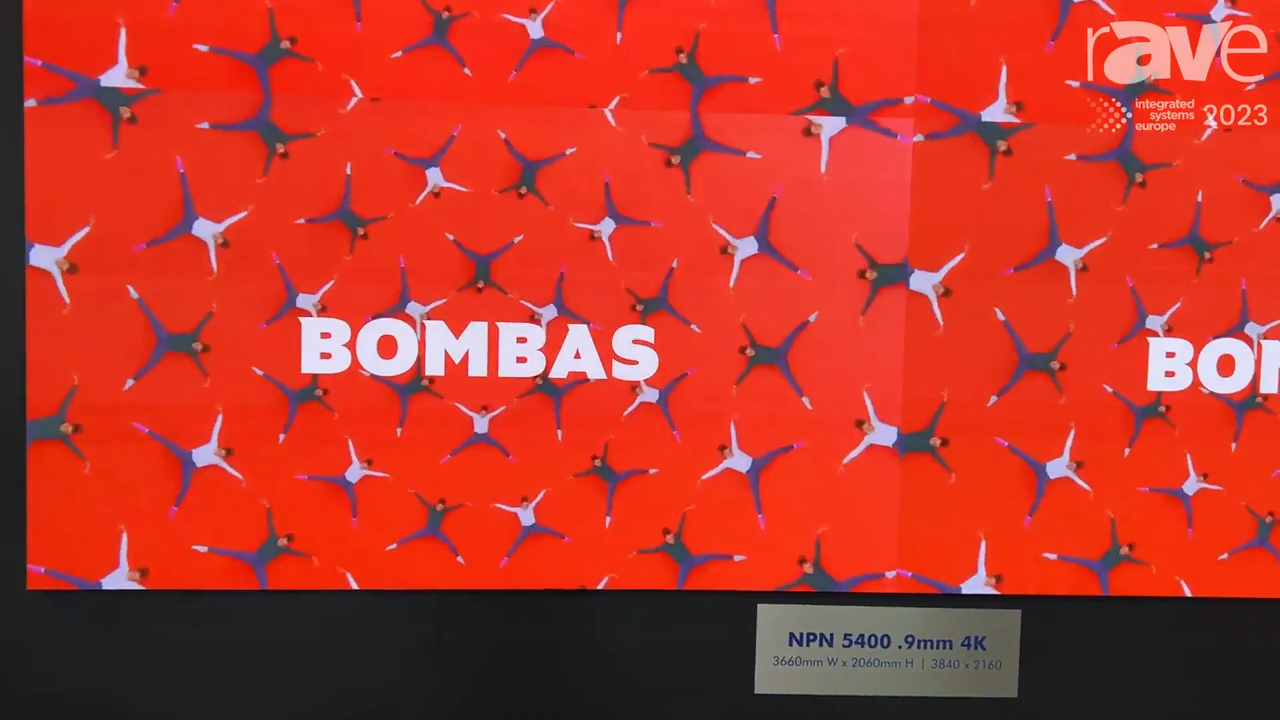 rAVe
integrated
systems
europe
2023
BOMBAS
BOM
NPN 5400 .9mm 4K
3660mm W x 2060mm H | 3840 x 2160